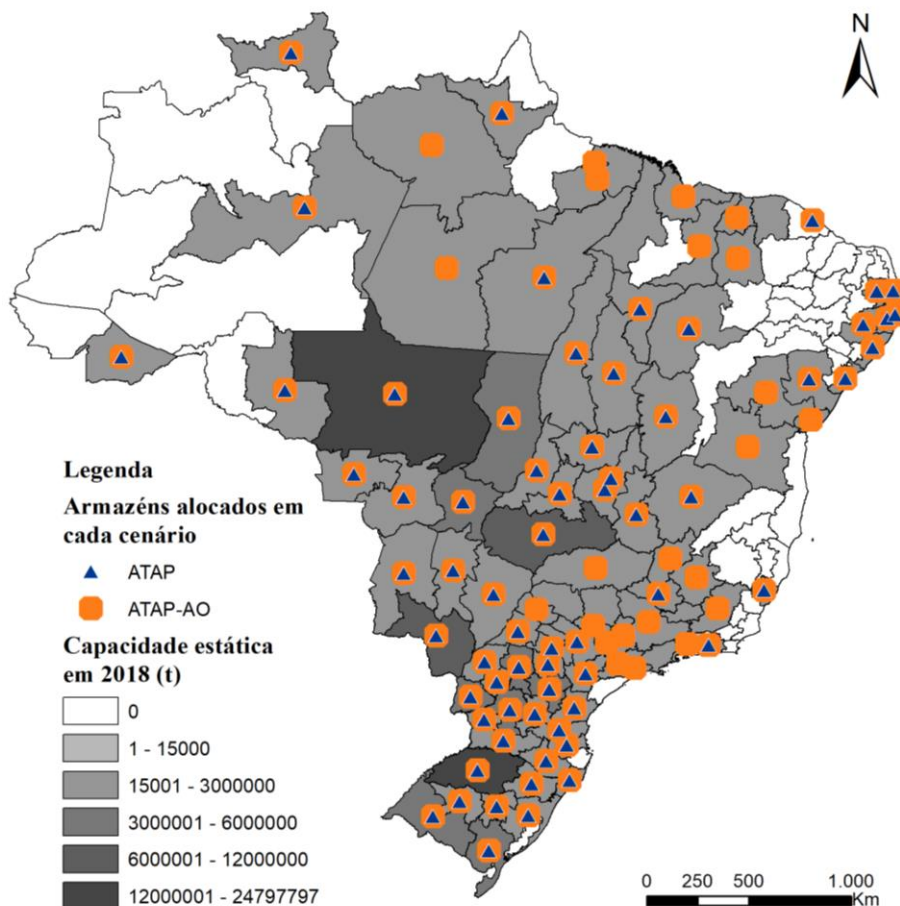 N
Legenda
Armazéns alocados em
cada cenário
ATAP
ATAP-AO
Capacidade estática
em 2018 (t)
0
1 - 15000
15001 - 3000000
3000001 - 6000000
6000001 - 12000000
12000001 - 24797797
0 250 500 1.000
Km